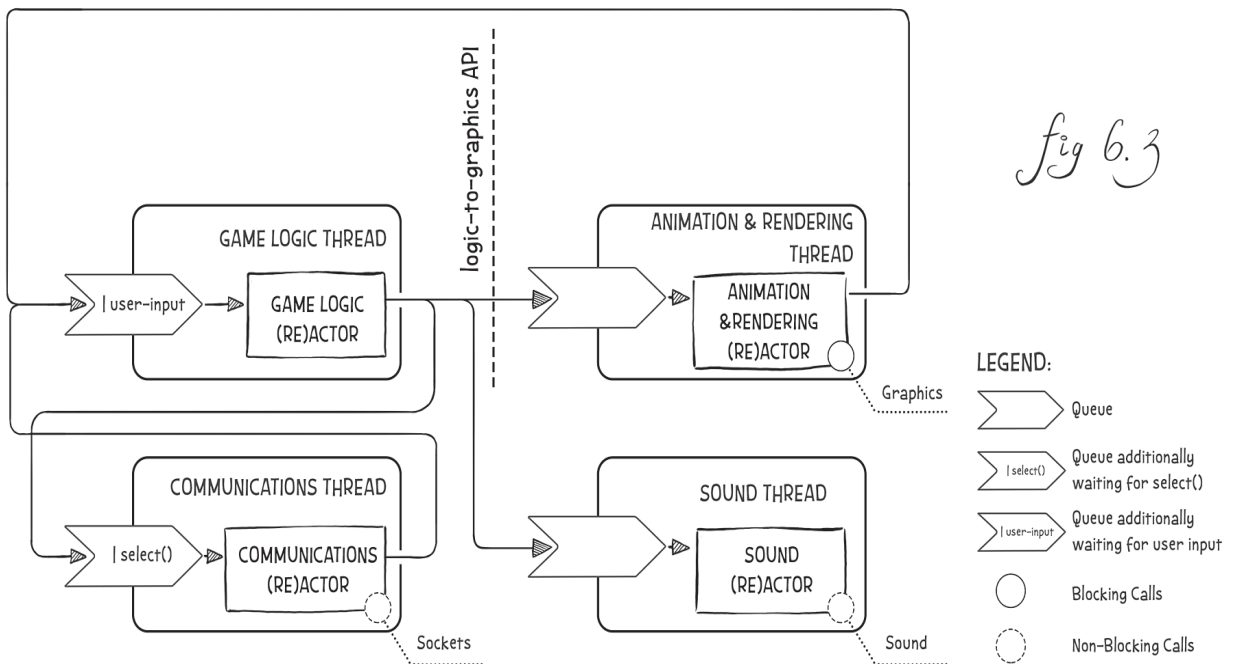 logic-to-graphics API
fig 6.3
GAME LOGIC THREAD
| user-input
GAME LOGIC
(RE)ACTOR
ANIMATION & RENDERING
THREAD
ANIMATION
&RENDERING
(RE)ACTOR
Graphics
COMMUNICATIONS THREAD
| select()
COMMUNICATIONS
(RE)ACTOR
Sockets
SOUND THREAD
SOUND
(RE)ACTOR
Sound
LEGEND:
Queue
| select()
Queue additionally
waiting for select()
| user-input
Queue additionally
waiting for user input
Blocking Calls
Non-Blocking Calls